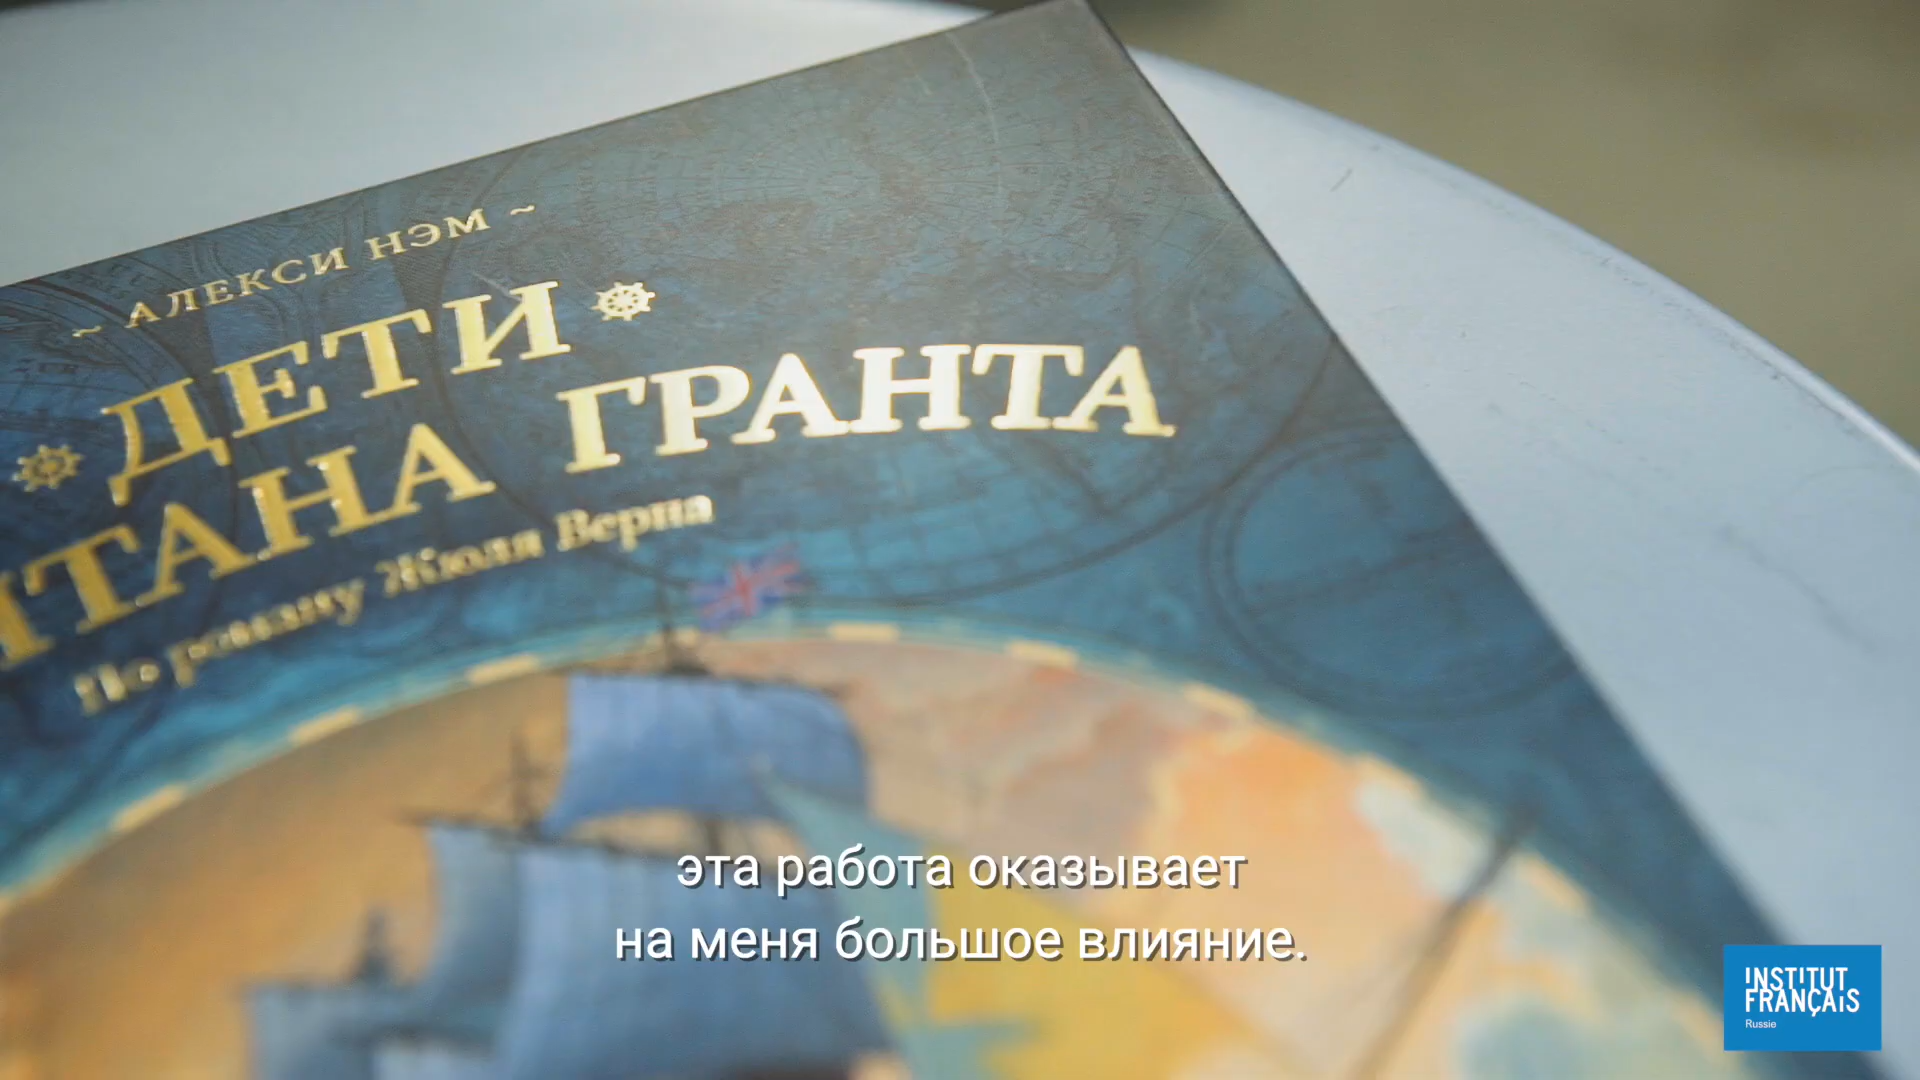 ~ АЛЕКСИ НЭМ ~
ДЕТИ
ТАНА ГРАНТА
По роману Жюля Верна
эта работа оказывает
на меня большое влияние.
INSTITUT
FRANÇAIS
Russie